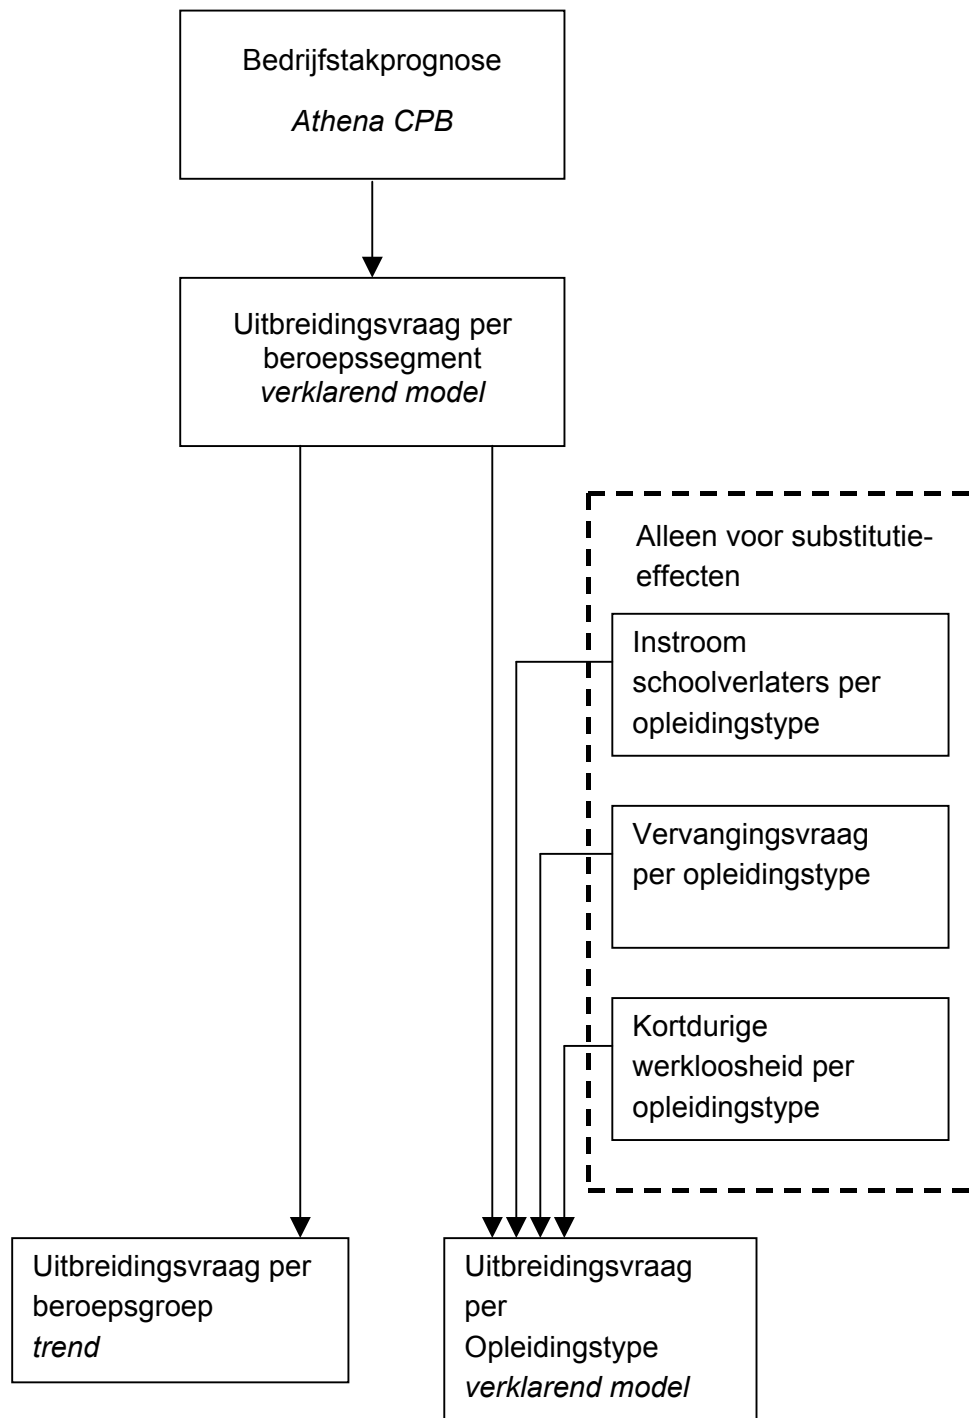 Bedrijfstakprognose
Athena CPB
Uitbreidingsvraag per
beroepssegment
verklarend model
Alleen voor substitutie-
effecten
Instroom
schoolverlaters per
opleidingstype
Vervangingsvraag
per opleidingstype
Kortdurige
werkloosheid per
opleidingstype
Uitbreidingsvraag per
beroepsgroep
trend
Uitbreidingsvraag
per
Opleidingstype
verklarend model